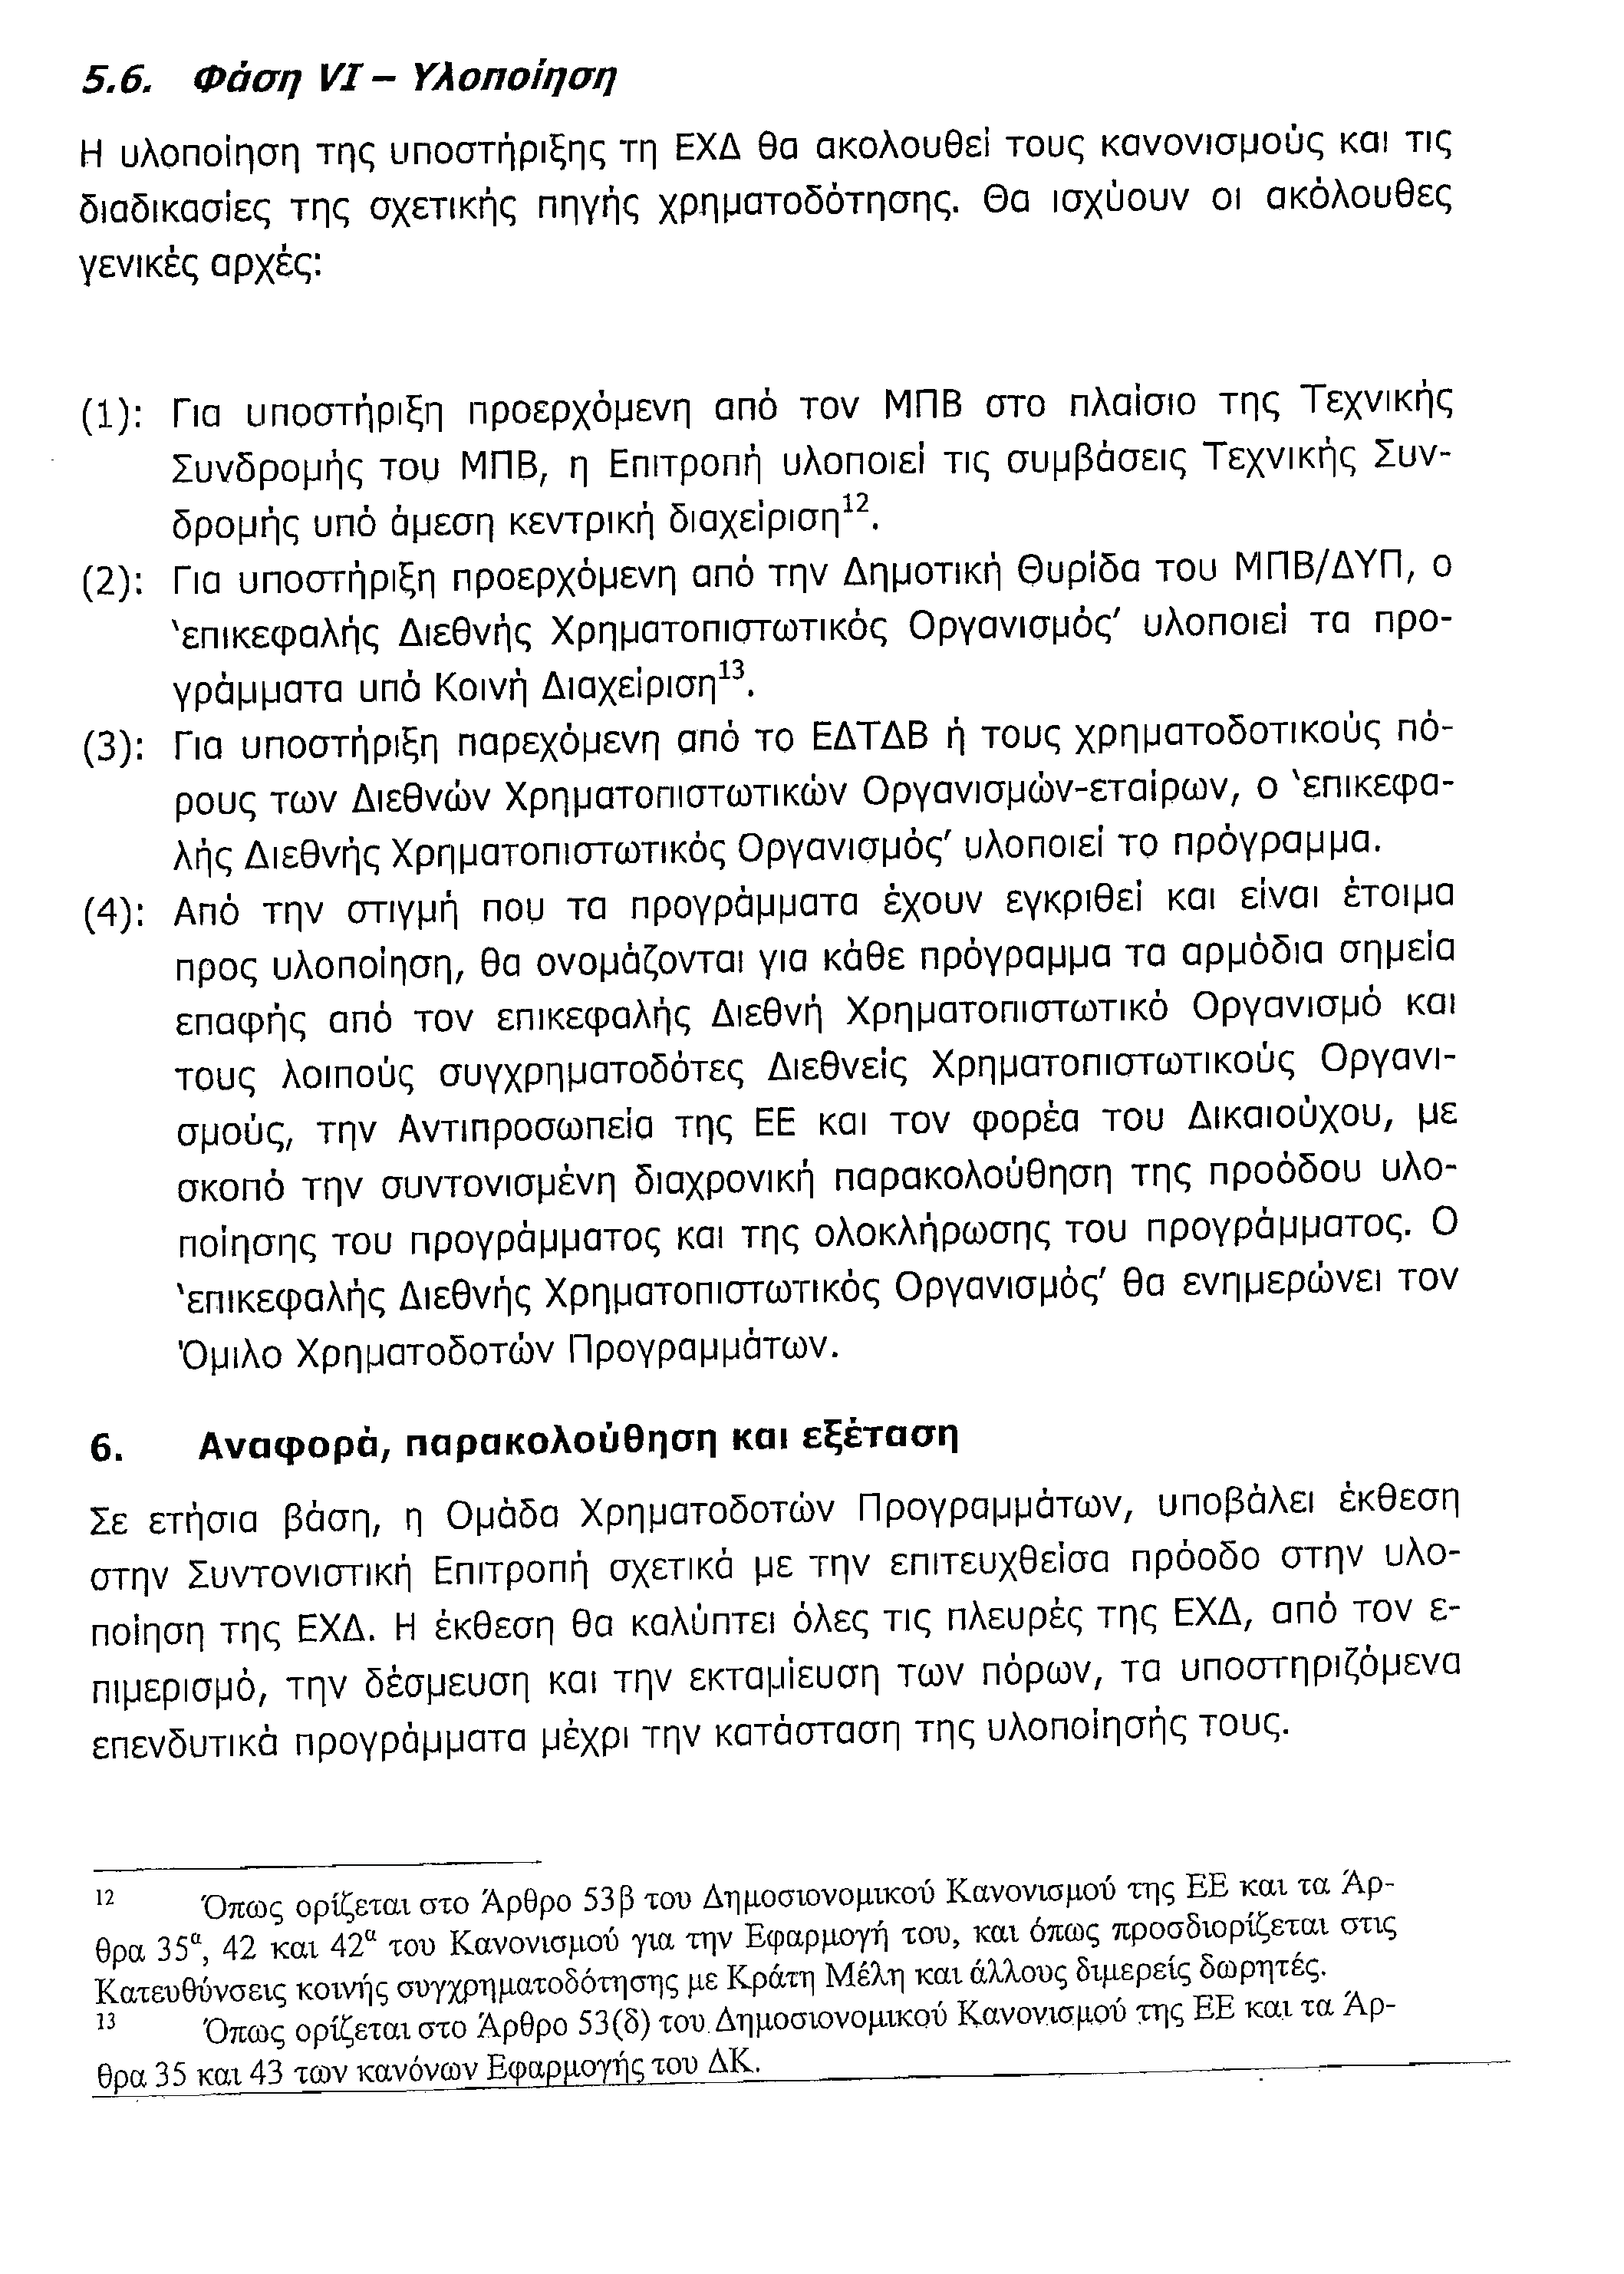 5.6. Φάση VI – Υλοποίηση
Η υλοποίηση της υποστήριξης τη ΕΧΔ θα ακολουθεί τους κανονισμούς και τις
διαδικασίες της σχετικής πηγής χρηματοδότησης. Θα ισχύουν οι ακόλουθες
γενικές αρχές:
(1): Για υποστήριξη προερχόμενη από τον ΜΠΒ στο πλαίσιο της Τεχνικής
Συνδρομής του ΜΠΒ, η Επιτροπή υλοποιεί τις συμβάσεις Τεχνικής Συν-
δρομής υπό άμεση κεντρική διαχείριση¹².
(2): Για υποστήριξη προερχόμενη από την Δημοτική Θυρίδα του ΜΠΒ/ΔΥΠ, ο
‘επικεφαλής Διεθνής Χρηματοπιστωτικός Οργανισμός’ υλοποιεί τα προ-
γράμματα υπό Κοινή Διαχείριση¹³.
(3): Για υποστήριξη παρεχόμενη από το ΕΔΤΔΒ ή τους χρηματοδοτικούς πό-
ρους των Διεθνών Χρηματοπιστωτικών Οργανισμών-εταίρων, ο ‘επικεφα-
λής Διεθνής Χρηματοπιστωτικός Οργανισμός’ υλοποιεί το πρόγραμμα.
(4): Από την στιγμή που τα προγράμματα έχουν εγκριθεί και είναι έτοιμα
προς υλοποίηση, θα ονομάζονται για κάθε πρόγραμμα τα αρμόδια σημεία
επαφής από τον επικεφαλής Διεθνή Χρηματοπιστωτικό Οργανισμό και
τους λοιπούς συγχρηματοδότες Διεθνείς Χρηματοπιστωτικούς Οργανι-
σμούς, την Αντιπροσωπεία της ΕΕ και τον φορέα του Δικαιούχου, με
σκοπό την συντονισμένη διαχρονική παρακολούθηση της προόδου υλο-
ποίησης του προγράμματος και της ολοκλήρωσης του προγράμματος. Ο
‘επικεφαλής Διεθνής Χρηματοπιστωτικός Οργανισμός’ θα ενημερώνει τον
Όμιλο Χρηματοδοτών Προγραμμάτων.
6. Αναφορά, παρακολούθηση και εξέταση
Σε ετήσια βάση, η Ομάδα Χρηματοδοτών Προγραμμάτων, υποβάλει έκθεση
στην Συντονιστική Επιτροπή σχετικά με την επιτευχθείσα πρόοδο στην υλο-
ποίηση της ΕΧΔ. Η έκθεση θα καλύπτει όλες τις πλευρές της ΕΧΔ, από τον ε-
πιμερισμό, την δέσμευση και την εκταμίευση των πόρων, τα υποστηριζόμενα
επενδυτικά προγράμματα μέχρι την κατάσταση της υλοποίησής τους.
¹² Όπως ορίζεται στο Άρθρο 53β του Δημοσιονομικού Κανονισμού της ΕΕ και τα Άρ-
θρα 35ᵅ, 42 και 42ᵅ του Κανονισμού για την Εφαρμογή του, και όπως προσδιορίζεται στις
Κατευθύνσεις κοινής συγχρηματοδότησης με Κράτη Μέλη και άλλους διμερείς δωρητές.
¹³ Όπως ορίζεται στο Άρθρο 53(δ) του Δημοσιονομικού Κανονισμού της ΕΕ και τα Άρ-
θρα 35 και 43 των κανόνων Εφαρμογής του ΔΚ.